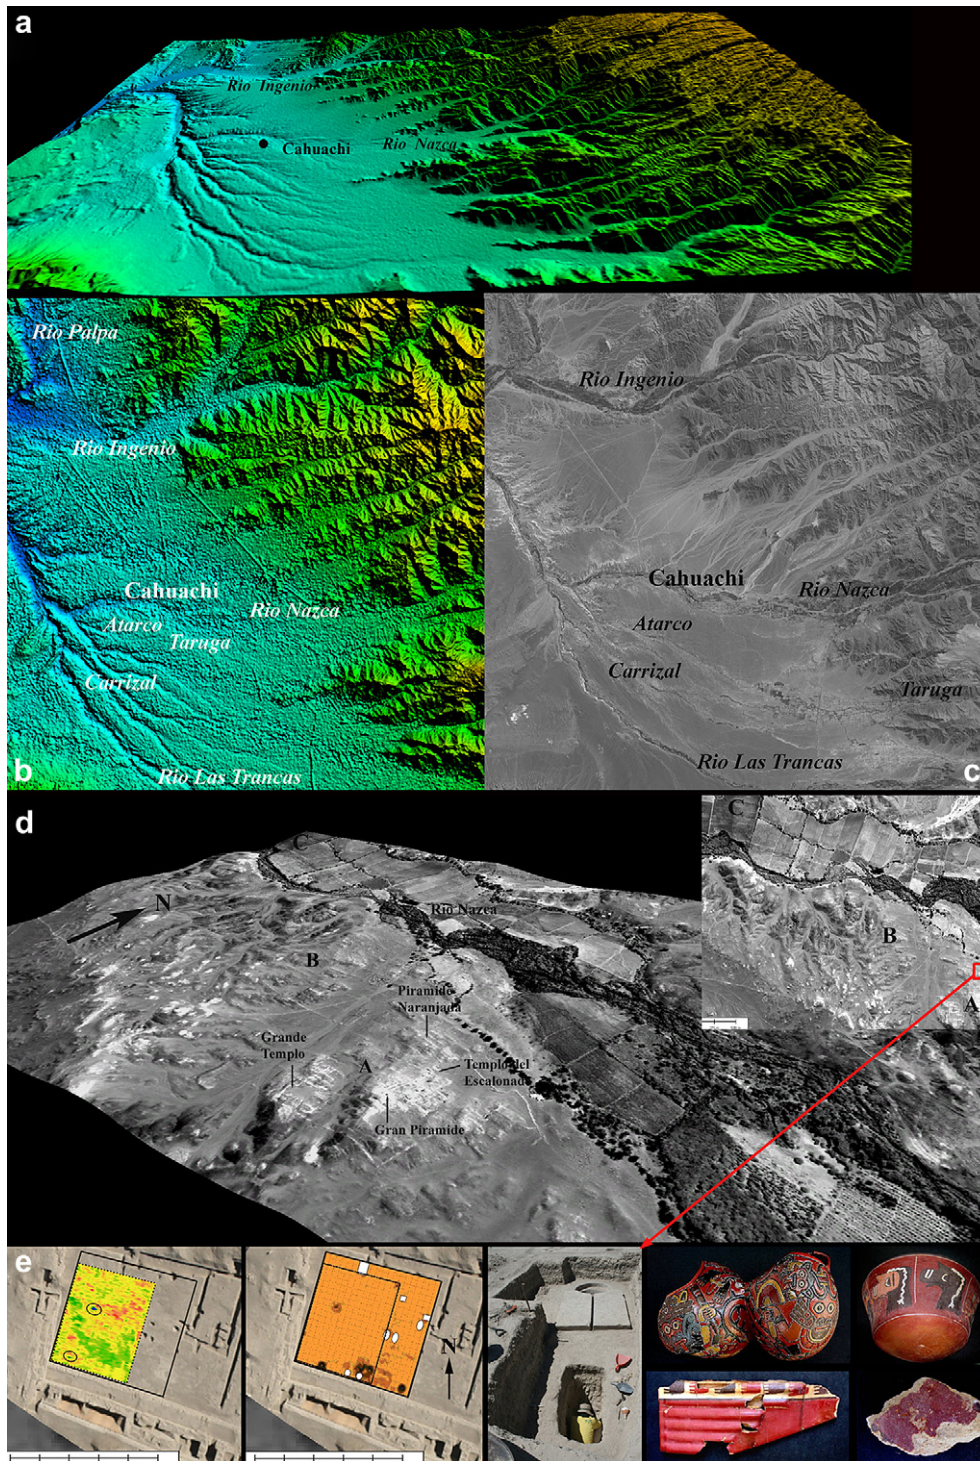 a
Rio Ingenio
Cahuachi
Rio Nazca
Rio Palpa
Rio Ingenio
Cahuachi
Rio Nazca
Atarco
Taruga
Carrizal
b
Rio Las Trancas
Rio Ingenio
Cahuachi
Rio Nazca
Atarco
Carrizal
Taruga
Rio Las Trancas
c
d
C
N
Rio Nazca
B
Piramide
Naranjada
Grande
Templo
A
Templo del
Escalonado
Gran Piramide
C
B
A
e
N